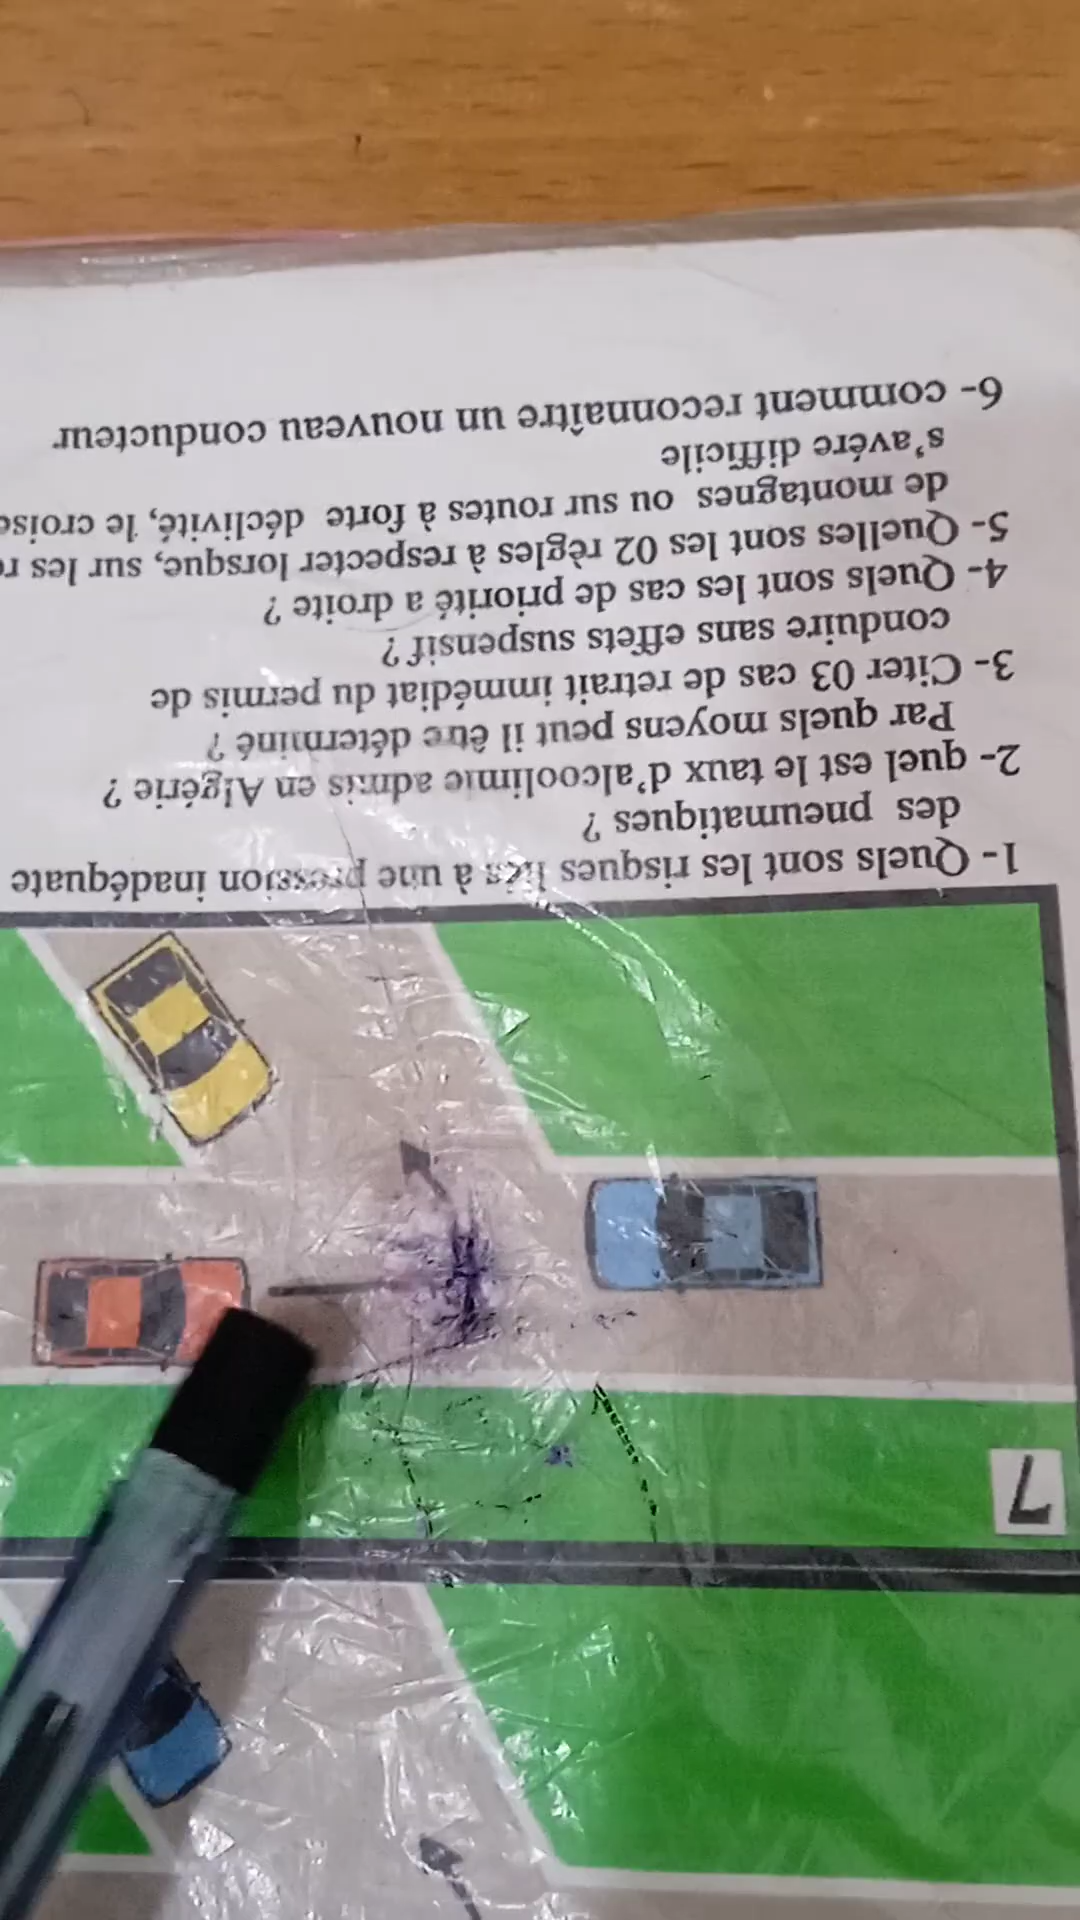 7
1- Quels sont les risques liés à une pression inadéquate
des pneumatiques ?
2- quel est le taux d'alcoolimie admis en Algérie ?
Par quels moyens peut il être déterminé ?
3- Citer 03 cas de retrait immédiat du permis de
conduire sans effets suspensif ?
4- Quels sont les cas de priorité a droite ?
5- Quelles sont les 02 règles à respecter lorsque, sur les
de montagnes ou sur routes à forte déclivité, le
s'avére difficile
6- comment reconnaître un nouveau conducteur